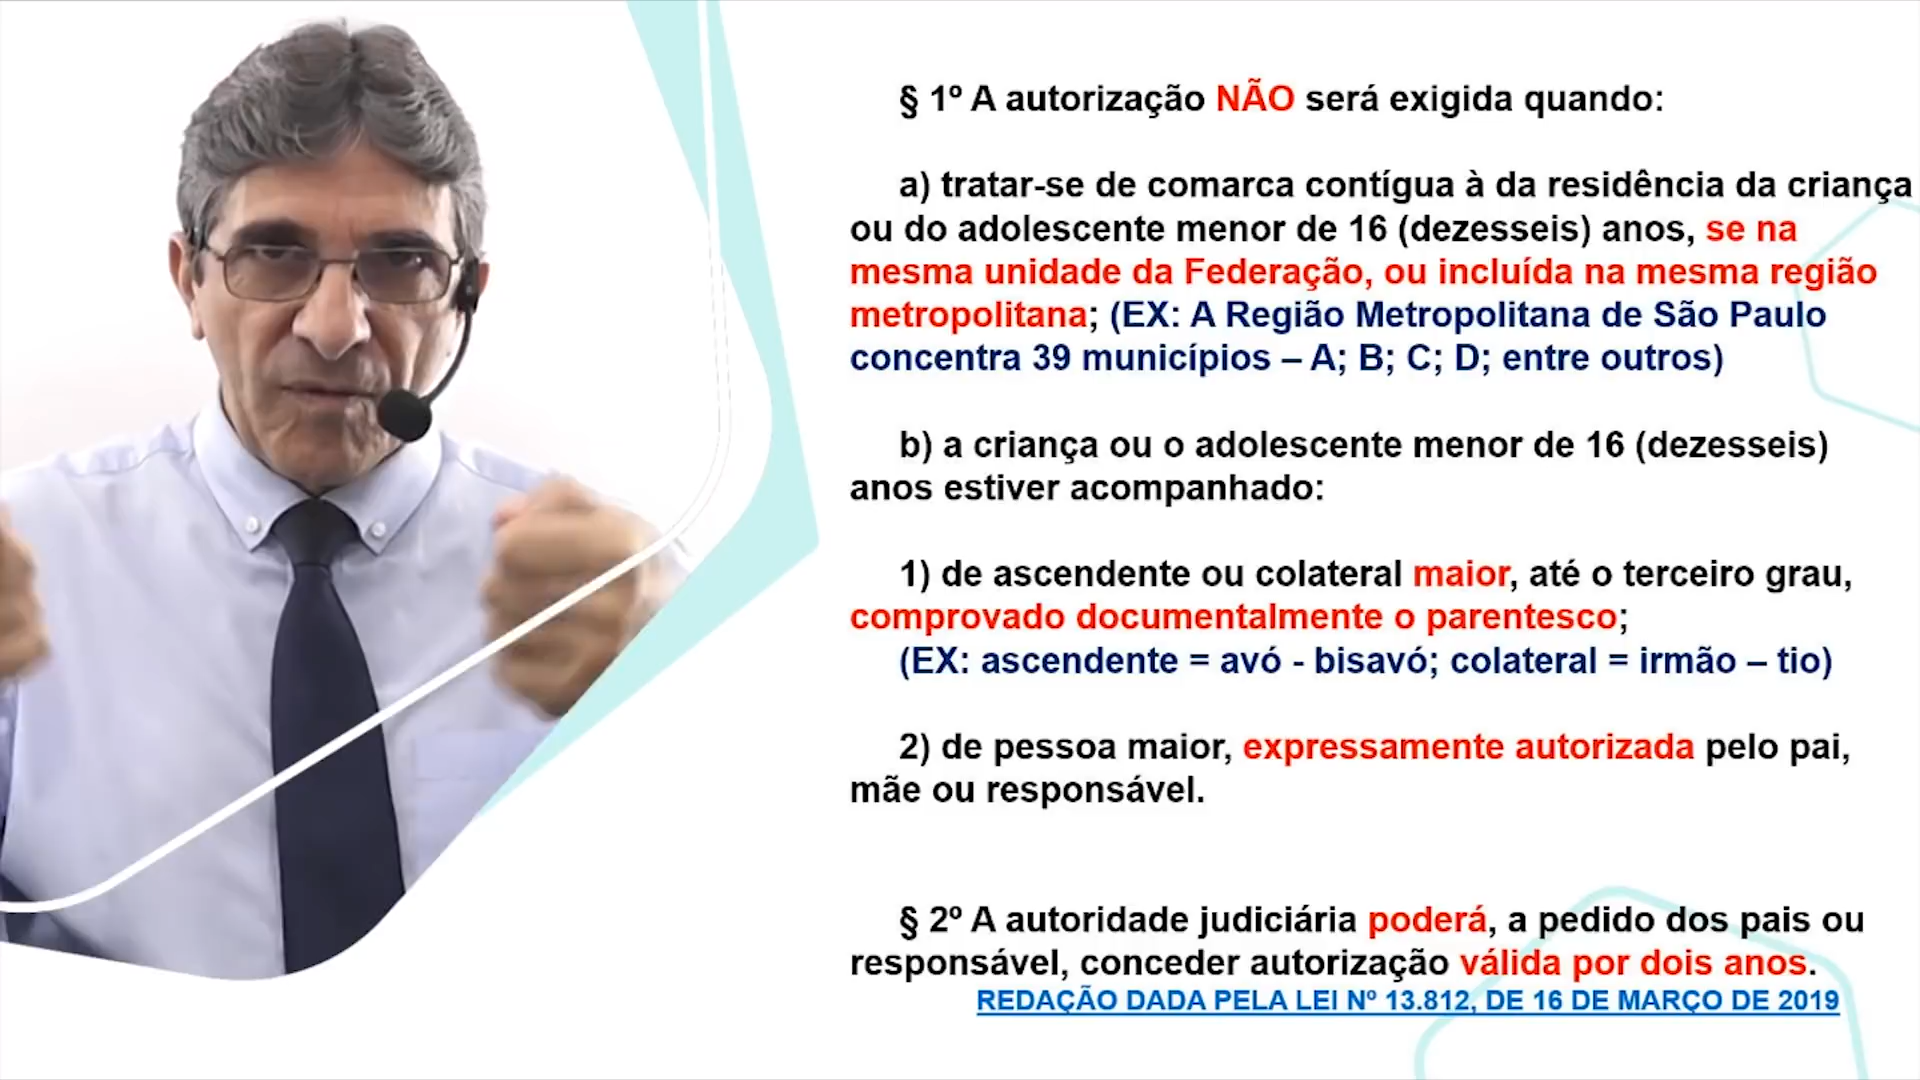 § 1º A autorização NÃO será exigida quando:
a) tratar-se de comarca contígua à da residência da criança
ou do adolescente menor de 16 (dezesseis) anos, se na
mesma unidade da Federação, ou incluída na mesma região
metropolitana; (EX: A Região Metropolitana de São Paulo
concentra 39 municípios – A; B; C; D; entre outros)
b) a criança ou o adolescente menor de 16 (dezesseis)
anos estiver acompanhado:
1) de ascendente ou colateral maior, até o terceiro grau,
comprovado documentalmente o parentesco;
(EX: ascendente = avó - bisavó; colateral = irmão – tio)
2) de pessoa maior, expressamente autorizada pelo pai,
mãe ou responsável.
§ 2º A autoridade judiciária poderá, a pedido dos pais ou
responsável, conceder autorização válida por dois anos.
REDAÇÃO DADA PELA LEI Nº 13.812, DE 16 DE MARÇO DE 2019